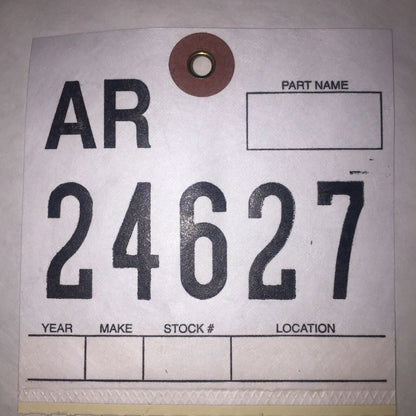 PART NAME
AR
24627
YEAR MAKE STOCK # LOCATION